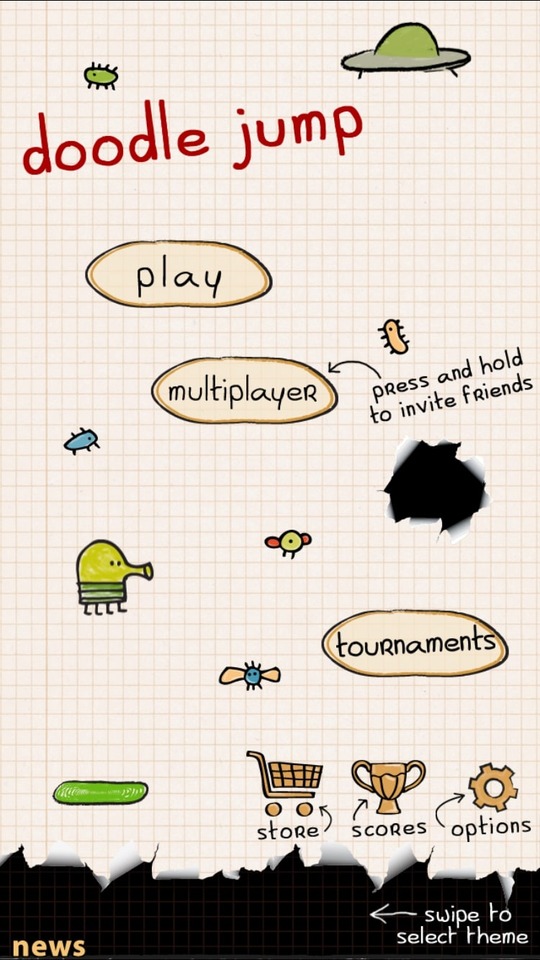 doodle jump
play
multiplayer
press and hold
to invite friends
tournaments
store
scores
options
swipe to
select theme
news